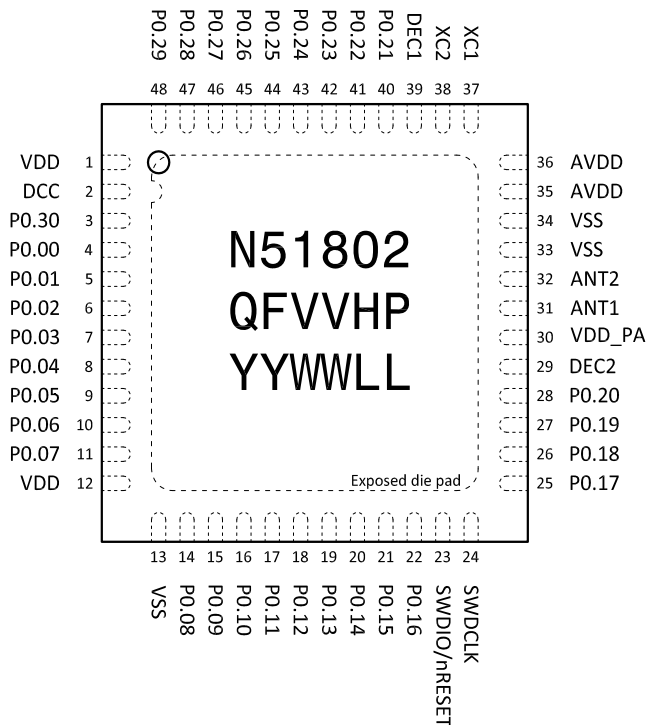 P0.29 P0.28 P0.27 P0.26 P0.25 P0.24 P0.23 P0.22 P0.21 DEC1 XC2 XC1
48 47 46 45 44 43 42 41 40 39 38 37
VDD 1
DCC 2
P0.30 3
P0.00 4
P0.01 5
P0.02 6
P0.03 7
P0.04 8
P0.05 9
P0.06 10
P0.07 11
VDD 12
N51802
QFVVHP
YYWWLL
Exposed die pad
36 AVDD
35 AVDD
34 VSS
33 VSS
32 ANT2
31 ANT1
30 VDD_PA
29 DEC2
28 P0.20
27 P0.19
26 P0.18
25 P0.17
13 14 15 16 17 18 19 20 21 22 23 24
VSS P0.08 P0.09 P0.10 P0.11 P0.12 P0.13 P0.14 P0.15 P0.16 SWDIO/nRESET SWDCLK